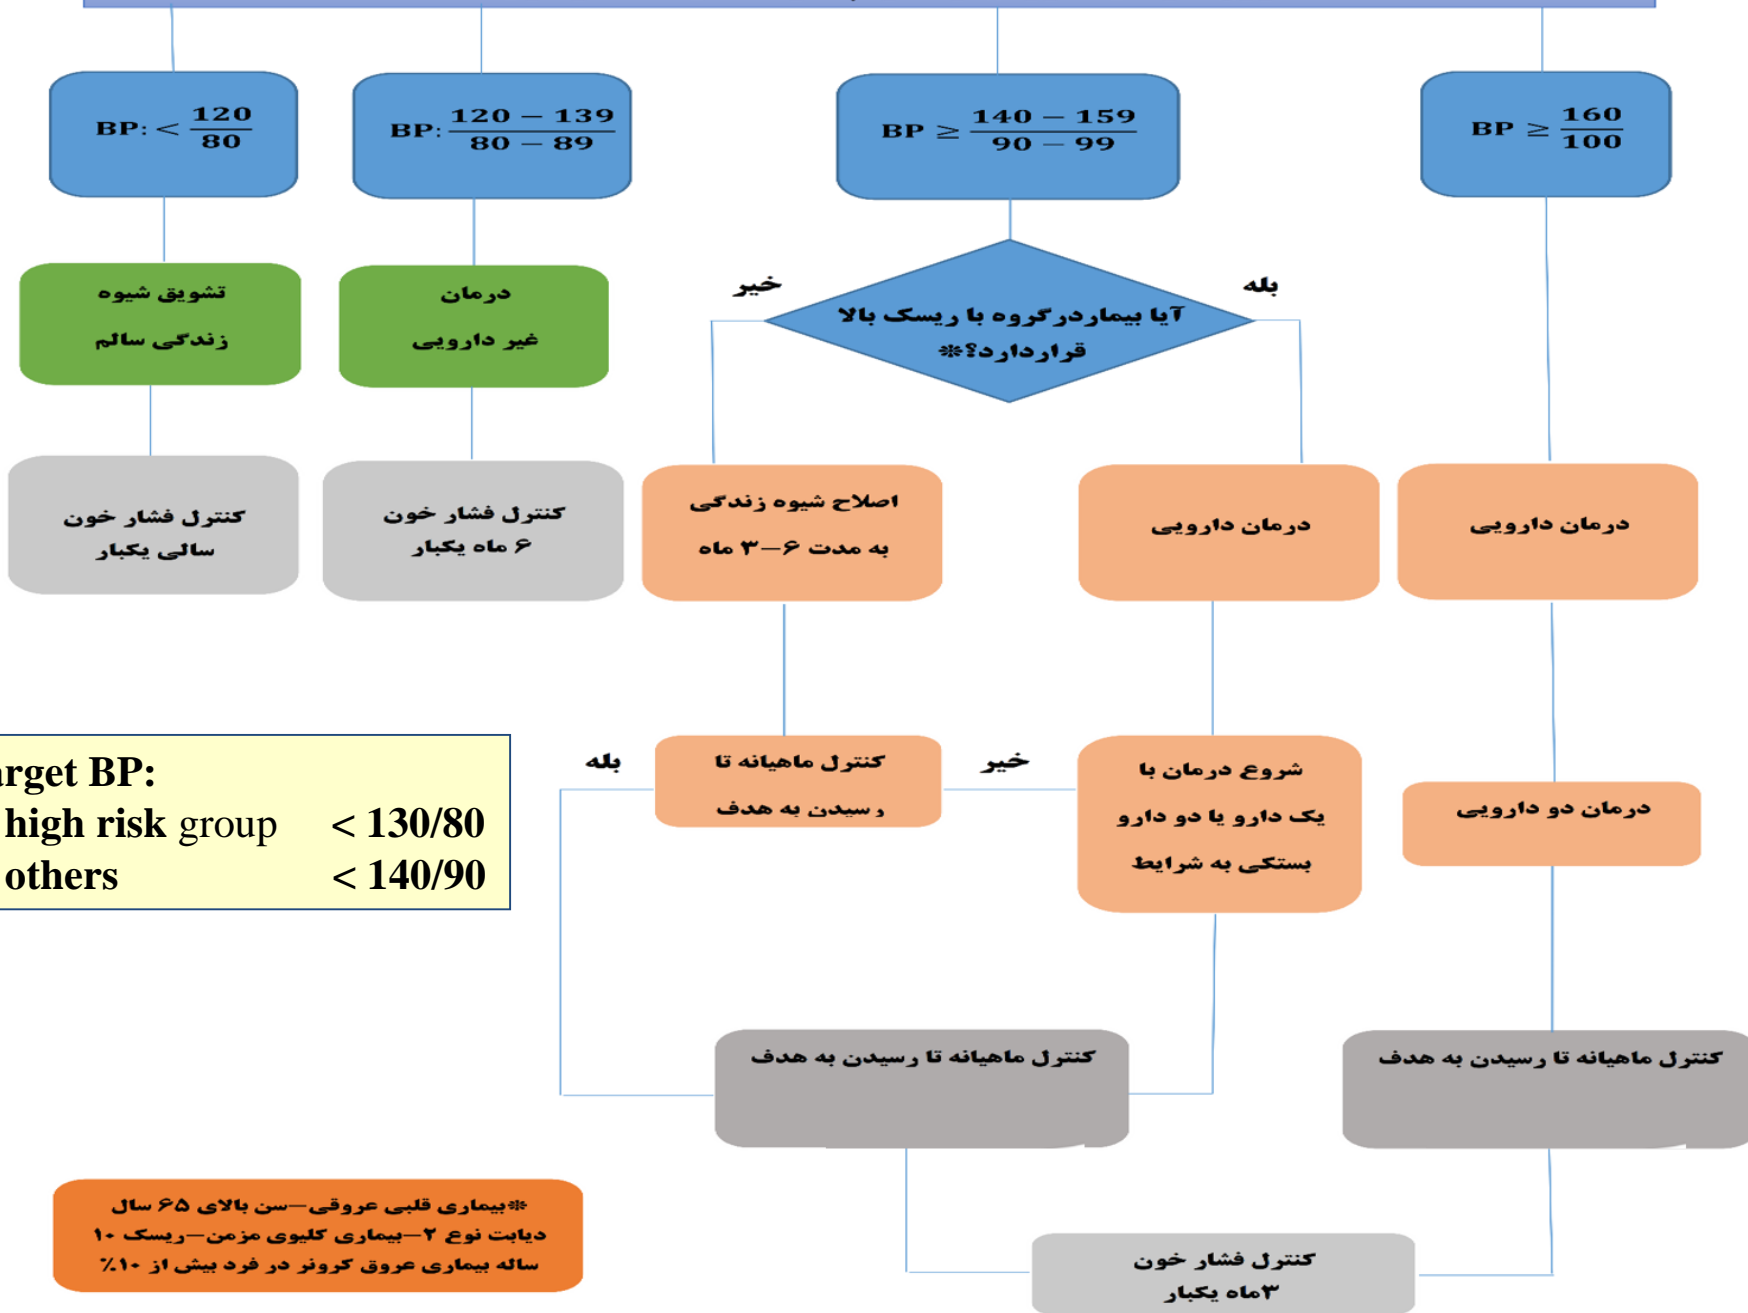 BP: < 120/80
BP: 120 – 139/80 – 89
BP ≥ 140 – 159/90 – 99
BP ≥ 160/100
تشویق شیوه
زندگی سالم
درمان
غیر دارویی
خیر
بله
آیا بیماردرگروه با ریسک بالا
قراردارد؟*
کنترل فشار خون
سالی یکبار
کنترل فشار خون
۶ ماه یکبار
اصلاح شیوه زندگی
به مدت ۶–۳ ماه
درمان دارویی
درمان دارویی
arget BP:
high risk group < 130/80
others < 140/90
بله
کنترل ماهیانه تا
رسیدن به هدف
خیر
شروع درمان با
یک دارو یا دو دارو
بستگی به شرایط
درمان دو دارویی
کنترل ماهیانه تا رسیدن به هدف
کنترل ماهیانه تا رسیدن به هدف
*بیماری قلبی عروقی–سن بالای ۶۵ سال
دیابت نوع ۲–بیماری کلیوی مزمن–ریسک ۱۰
ساله بیماری عروق کرونر در فرد بیش از ۱۰٪
کنترل فشار خون
۳ماه یکبار